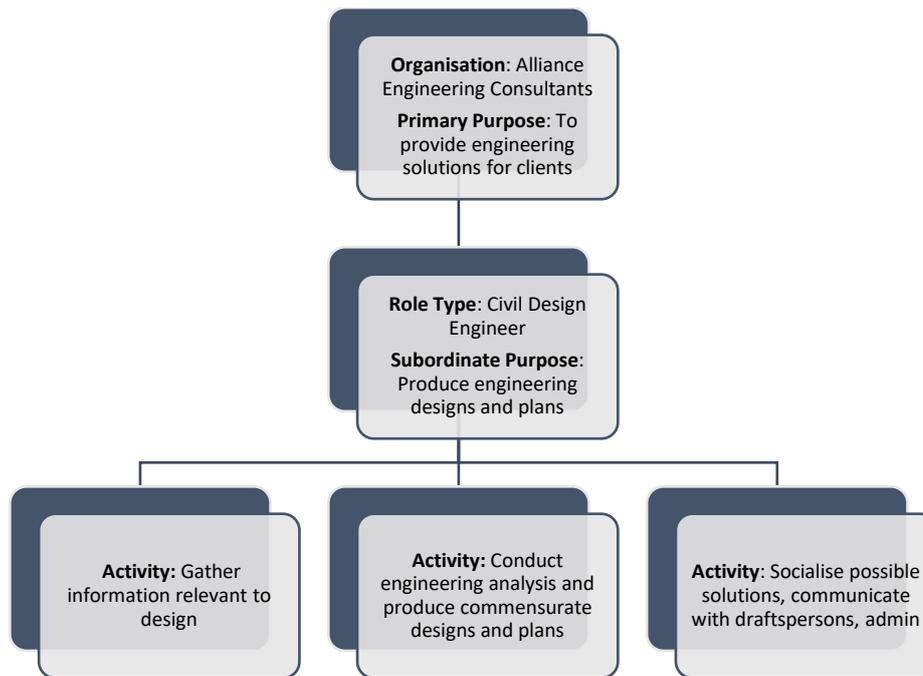 Organisation: Alliance
Engineering Consultants
Primary Purpose: To
provide engineering
solutions for clients
Role Type: Civil Design
Engineer
Subordinate Purpose:
Produce engineering
designs and plans
Activity: Gather
information relevant to
design
Activity: Conduct
engineering analysis and
produce commensurate
designs and plans
Activity: Socialise possible
solutions, communicate
with draftspersons, admin